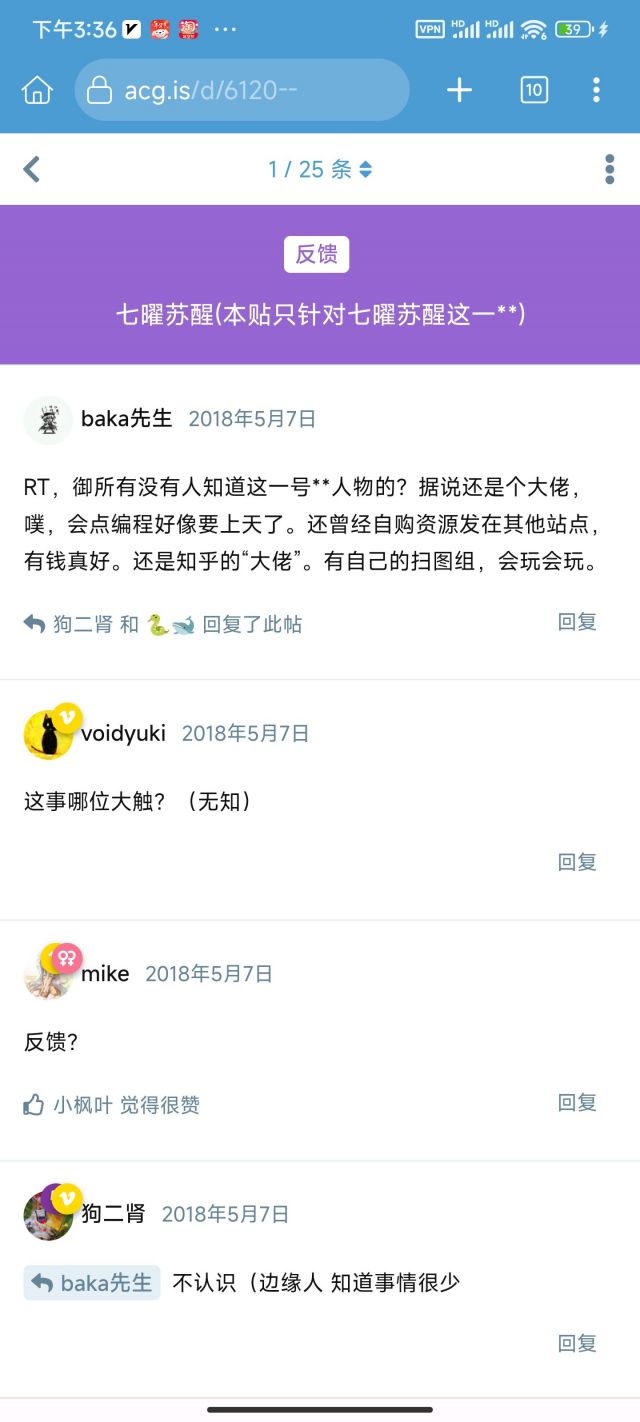 下午3:36
VPN HD HD 6 39
acg.is/d/6120--
10
1 / 25 条
反馈
七曜苏醒(本贴只针对七曜苏醒这一**)
baka先生 2018年5月7日
RT，御所有没有人知道这一号**人物的？据说还是个大佬，
噗，会点编程好像要上天了。还曾经自购资源发在其他站点，
有钱真好。还是知乎的“大佬”。有自己的扫图组，会玩会玩。
狗二肾 和 🐍🐋 回复了此帖
回复
voidyuki 2018年5月7日
这事哪位大触？（无知）
回复
mike 2018年5月7日
反馈？
小枫叶 觉得很赞
回复
狗二肾 2018年5月7日
baka先生 不认识（边缘人 知道事情很少
回复